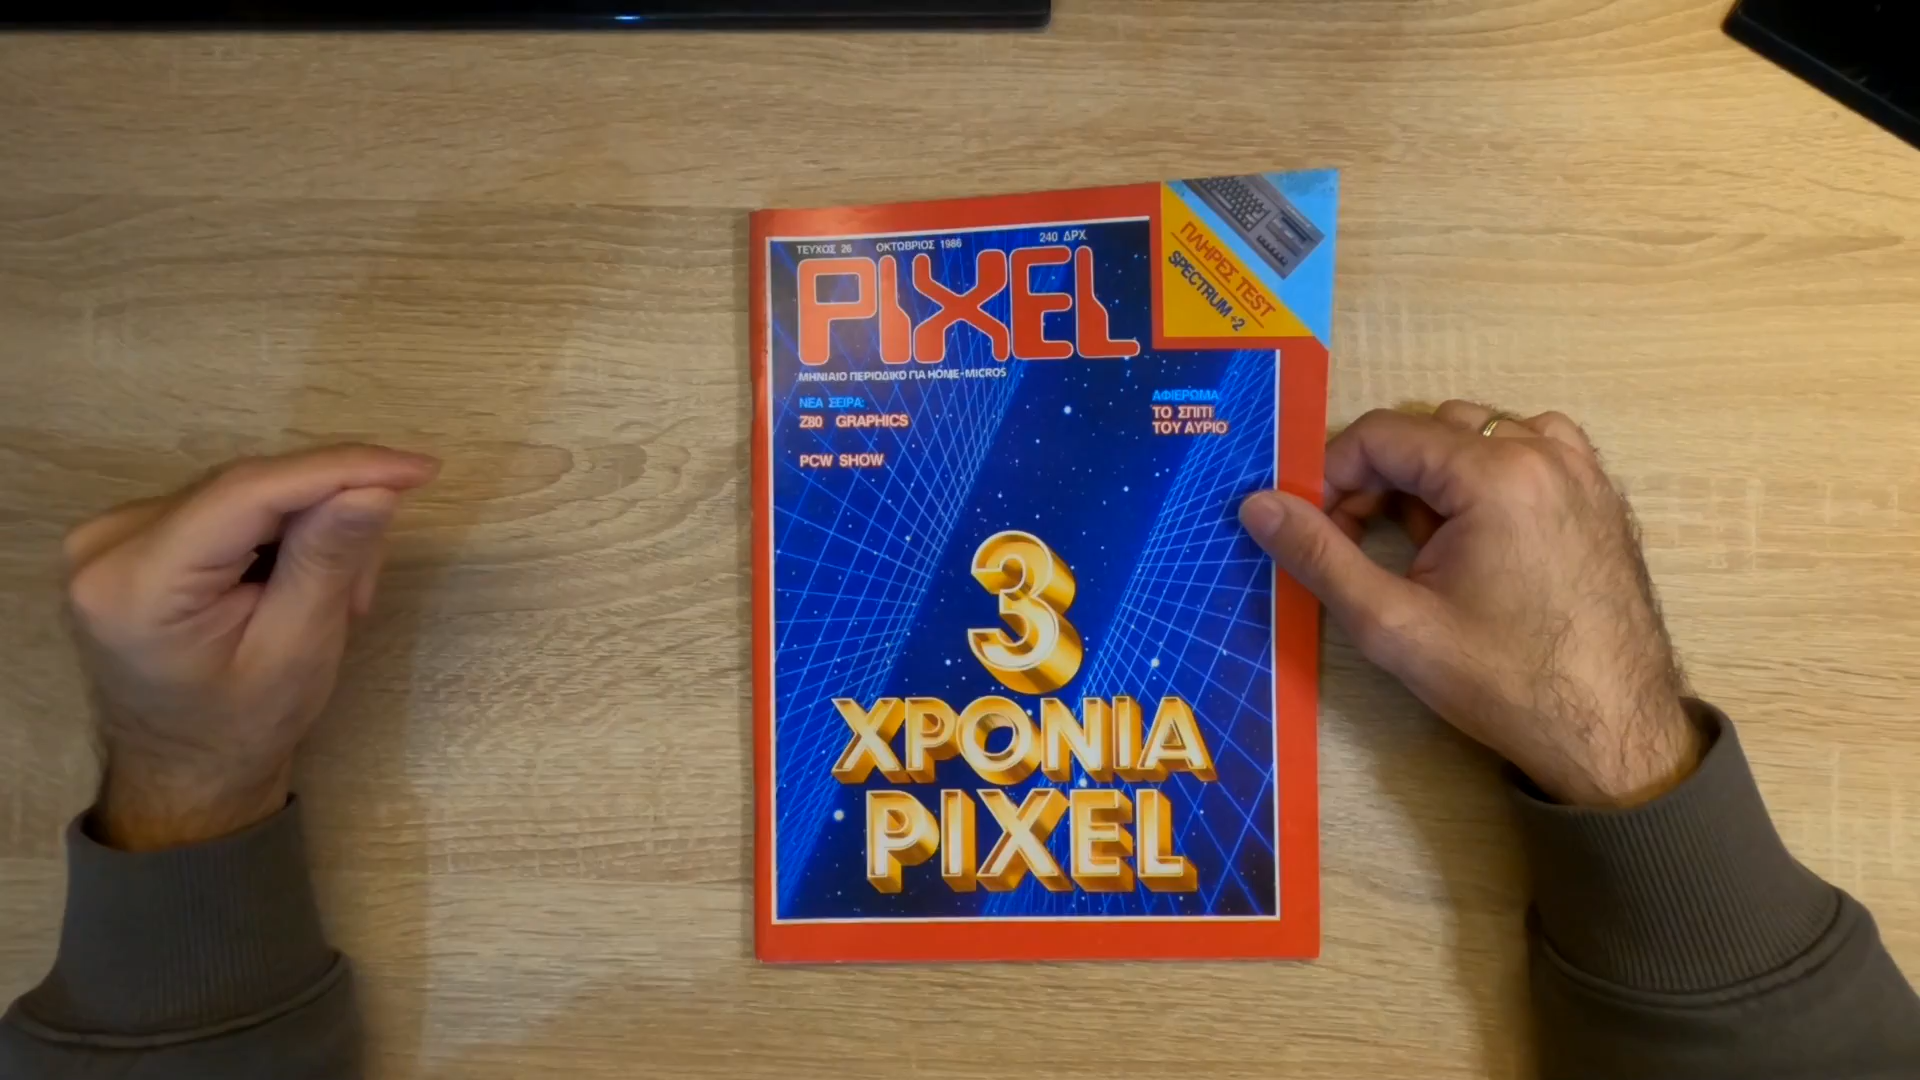 ΤΕΥΧΟΣ 26 ΟΚΤΩΒΡΙΟΣ 1986 240 ΔΡΧ.
PIXEL
ΜΗΝΙΑΙΟ ΠΕΡΙΟΔΙΚΟ ΓΙΑ HOME-MICROS
ΠΛΗΡΕΣ TEST
SPECTRUM +2
ΝΕΑ ΣΕΙΡΑ:
Z80 GRAPHICS
PCW SHOW
ΑΦΙΕΡΩΜΑ
ΤΟ ΣΠΙΤΙ
ΤΟΥ ΑΥΡΙΟ
3
ΧΡΟΝΙΑ
PIXEL